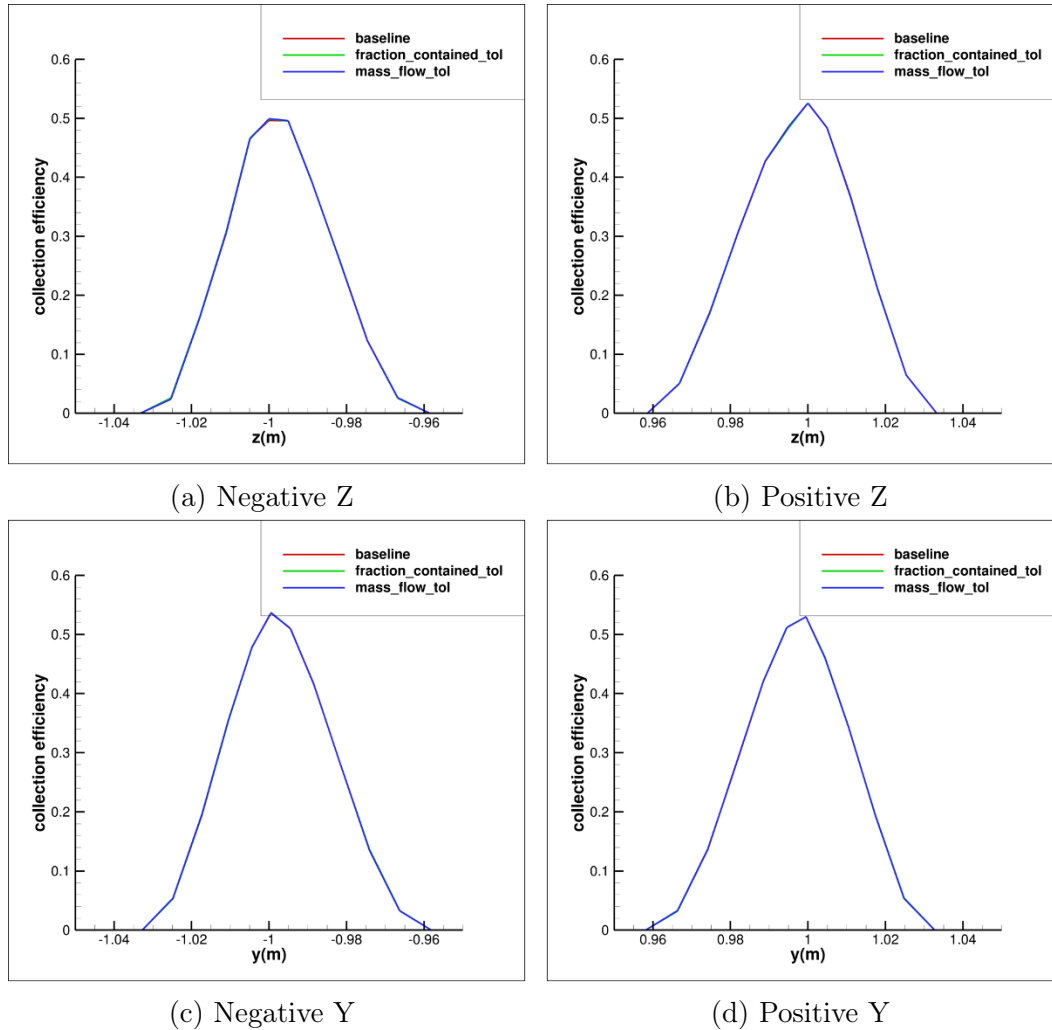 baseline
fraction_contained_tol
mass_flow_tol
0.6
0.5
0.4
0.3
0.2
0.1
0
collection efficiency
-1.04 -1.02 -1 -0.98 -0.96
z(m)
(a) Negative Z
baseline
fraction_contained_tol
mass_flow_tol
0.6
0.5
0.4
0.3
0.2
0.1
0
collection efficiency
0.96 0.98 1 1.02 1.04
z(m)
(b) Positive Z
baseline
fraction_contained_tol
mass_flow_tol
0.6
0.5
0.4
0.3
0.2
0.1
0
collection efficiency
-1.04 -1.02 -1 -0.98 -0.96
y(m)
(c) Negative Y
baseline
fraction_contained_tol
mass_flow_tol
0.6
0.5
0.4
0.3
0.2
0.1
0
collection efficiency
0.96 0.98 1 1.02 1.04
y(m)
(d) Positive Y